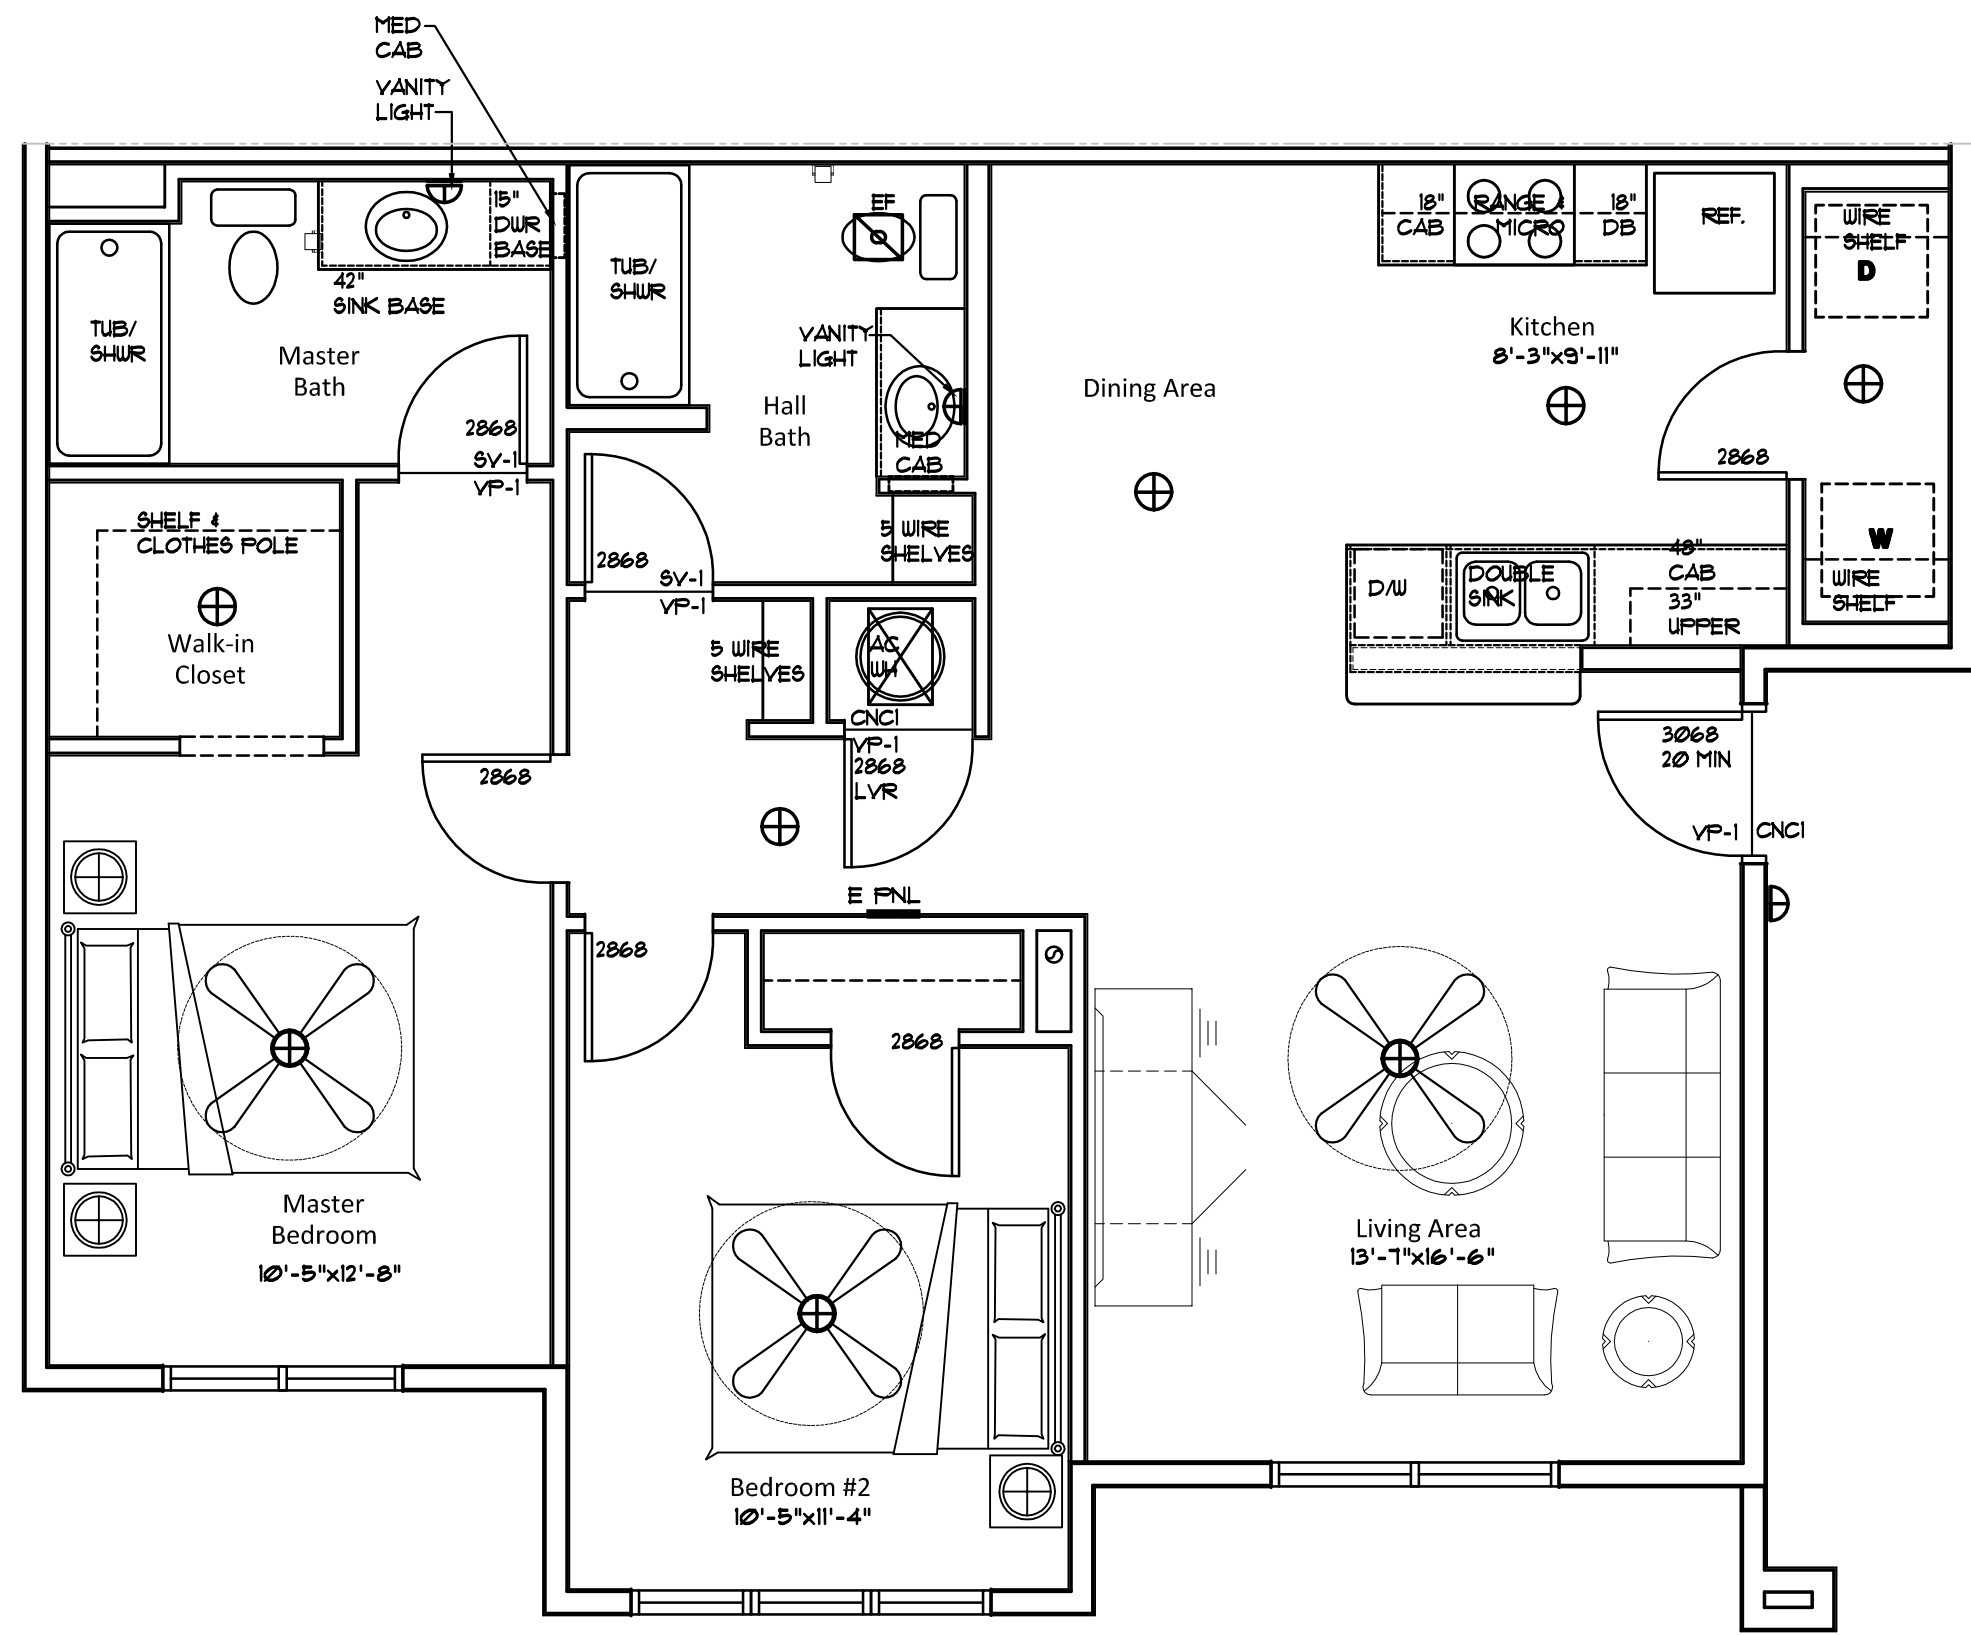 MED
CAB
VANITY
LIGHT
15"
DWR
BASE
42"
SINK BASE
TUB/
SHWR
Master
Bath
2868
SV-1
VP-1
TUB/
SHWR
EF
VANITY
LIGHT
Hall
Bath
MED
CAB
5 WIRE
SHELVES
2868
SV-1
VP-1
Dining Area
18"
CAB
RANGE &
MICRO
18"
DB
REF.
Kitchen
8'-3"x9'-11"
WIRE
SHELF
D
2868
W
WIRE
SHELF
D/W
DOUBLE
SINK
48"
CAB
33"
UPPER
SHELF &
CLOTHES POLE
Walk-in
Closet
5 WIRE
SHELVES
AC
WH
CNC1
VP-1
2868
LVR
2868
3068
20 MIN
VP-1
CNC1
E PNL
2868
S
2868
Master
Bedroom
10'-5"x12'-8"
Living Area
13'-7"x16'-6"
Bedroom #2
10'-5"x11'-4"